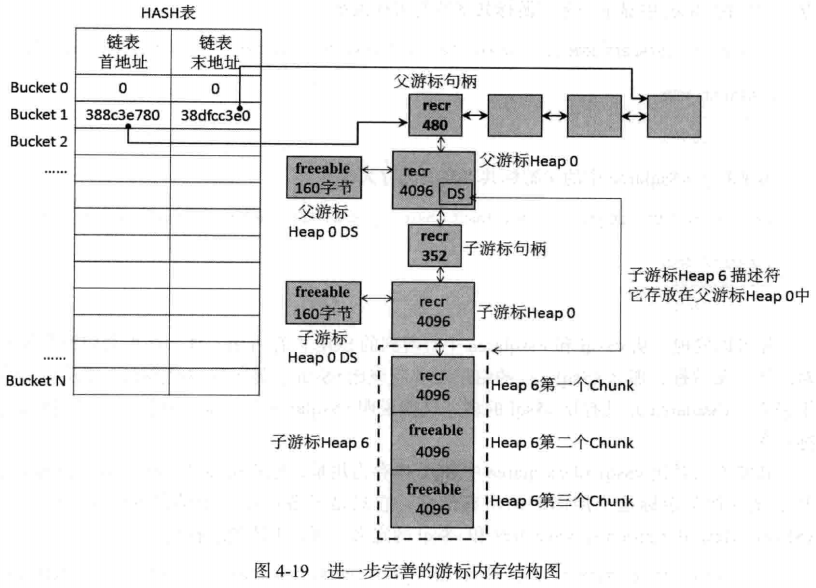 HASH表
链表
首地址
链表
末地址
Bucket 0
0
0
Bucket 1
388c3e780
38dfcc3e0
Bucket 2
……
……
Bucket N
父游标句柄
recr
480
freeable
160字节
父游标
Heap 0 DS
recr
4096
DS
父游标Heap 0
recr
352
子游标句柄
子游标Heap 6 描述符
它存放在父游标Heap 0中
freeable
160字节
子游标
Heap 0 DS
recr
4096
子游标Heap 0
子游标Heap 6
recr
4096
Heap 6第一个Chunk
freeable
4096
Heap 6第二个Chunk
freeable
4096
Heap 6第三个Chunk
图 4-19 进一步完善的游标内存结构图